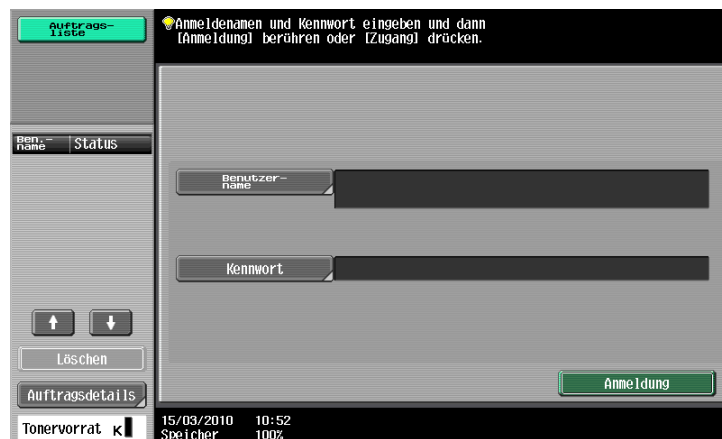 Auftrags-
liste
Anmeldenamen und Kennwort eingeben und dann
[Anmeldung] berühren oder [Zugang] drücken.
Ben.-
name
Status
Benutzer-
name
Kennwort
Löschen
Auftragsdetails
Anmeldung
Tonervorrat K
15/03/2010 10:52
Speicher 100%